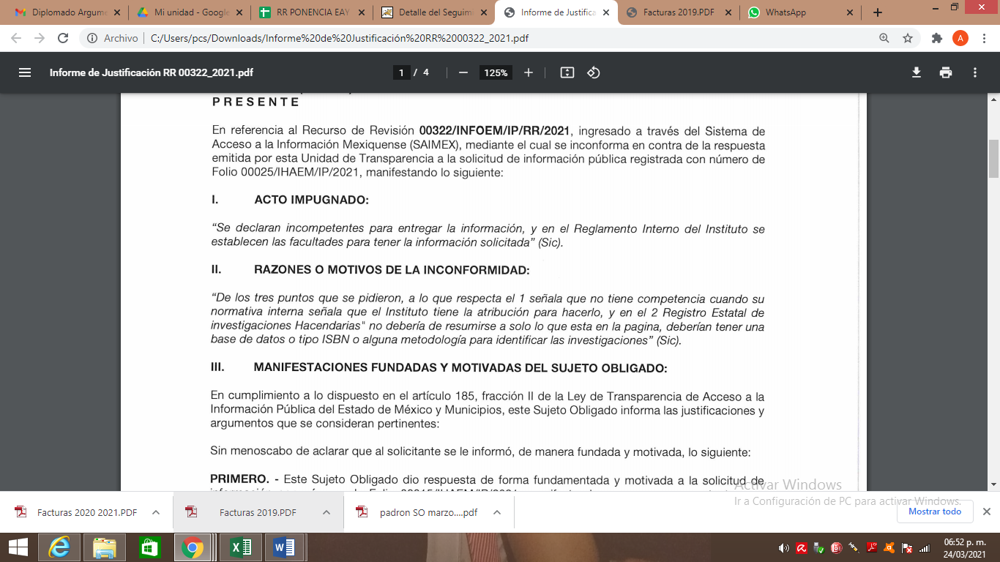 Diplomado Argume
Mi unidad - Google
RR PONENCIA EAY
Detalle del Seguim
Informe de Justifica
Facturas 2019.PDF
WhatsApp
Archivo
C:/Users/pcs/Downloads/Informe%20de%20Justificación%20RR%2000322_2021.pdf
A
Informe de Justificación RR 00322_2021.pdf
1 / 4
125%
P R E S E N T E
En referencia al Recurso de Revisión 00322/INFOEM/IP/RR/2021, ingresado a través del Sistema de
Acceso a la Información Mexiquense (SAIMEX), mediante el cual se inconforma en contra de la respuesta
emitida por esta Unidad de Transparencia a la solicitud de información pública registrada con número de
Folio 00025/IHAEM/IP/2021, manifestando lo siguiente:
I. ACTO IMPUGNADO:
“Se declaran incompetentes para entregar la información, y en el Reglamento Interno del Instituto se
establecen las facultades para tener la información solicitada” (Sic).
II. RAZONES O MOTIVOS DE LA INCONFORMIDAD:
“De los tres puntos que se pidieron, a lo que respecta el 1 señala que no tiene competencia cuando su
normativa interna señala que el Instituto tiene la atribución para hacerlo, y en el 2 Registro Estatal de
investigaciones Hacendarias" no debería de resumirse a solo lo que esta en la pagina, deberían tener una
base de datos o tipo ISBN o alguna metodología para identificar las investigaciones” (Sic).
III. MANIFESTACIONES FUNDADAS Y MOTIVADAS DEL SUJETO OBLIGADO:
En cumplimiento a lo dispuesto en el artículo 185, fracción II de la Ley de Transparencia de Acceso a la
Información Pública del Estado de México y Municipios, este Sujeto Obligado informa las justificaciones y
argumentos que se consideran pertinentes:
Sin menoscabo de aclarar que al solicitante se le informó, de manera fundada y motivada, lo siguiente:
PRIMERO. - Este Sujeto Obligado dio respuesta de forma fundamentada y motivada a la solicitud de
Activar Windows
Ir a Configuración de PC para activar Windows.
Facturas 2020 2021.PDF
Facturas 2019.PDF
padron SO marzo....pdf
Mostrar todo
06:52 p. m.
24/03/2021